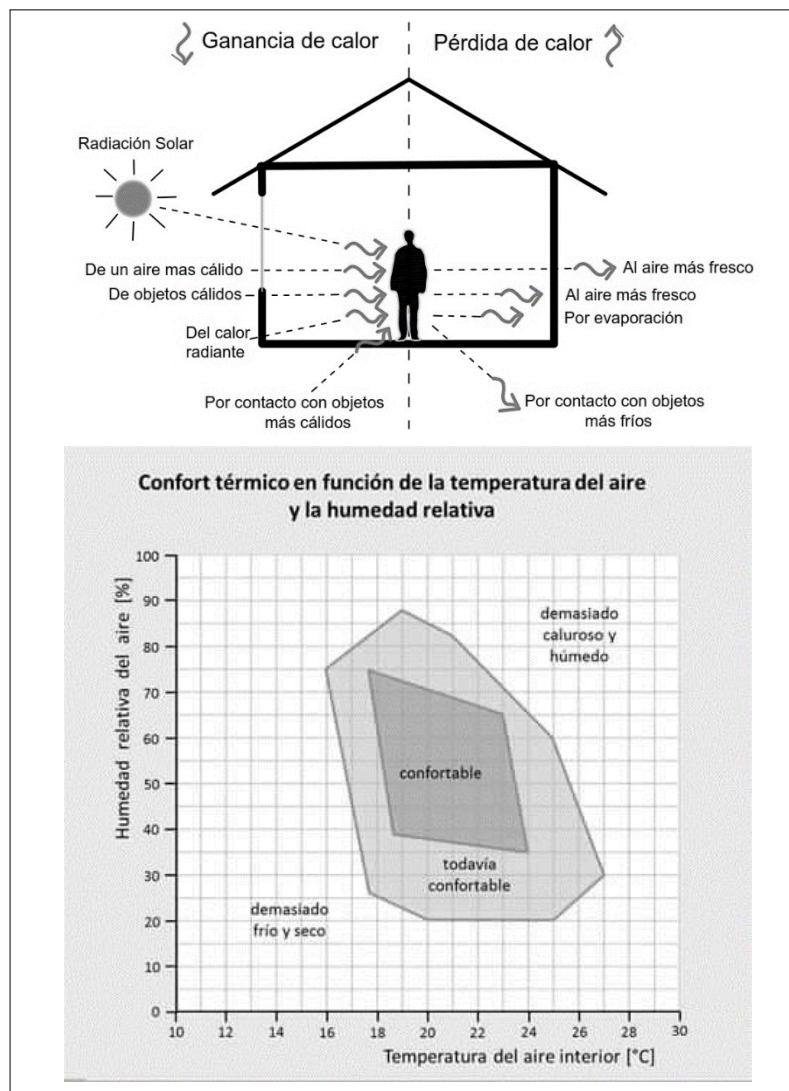 Ganancia de calor
Pérdida de calor
Radiación Solar
De un aire mas cálido
De objetos cálidos
Del calor
radiante
Por contacto con objetos
más cálidos
Al aire más fresco
Al aire más fresco
Por evaporación
Por contacto con objetos
más fríos
Confort térmico en función de la temperatura del aire
y la humedad relativa
Humedad relativa del aire [%]
100
90
80
70
60
50
40
30
20
10
0
demasiado
caluroso y
húmedo
confortable
todavía
confortable
demasiado
frío y seco
10 12 14 16 18 20 22 24 26 28 30
Temperatura del aire interior [°C]